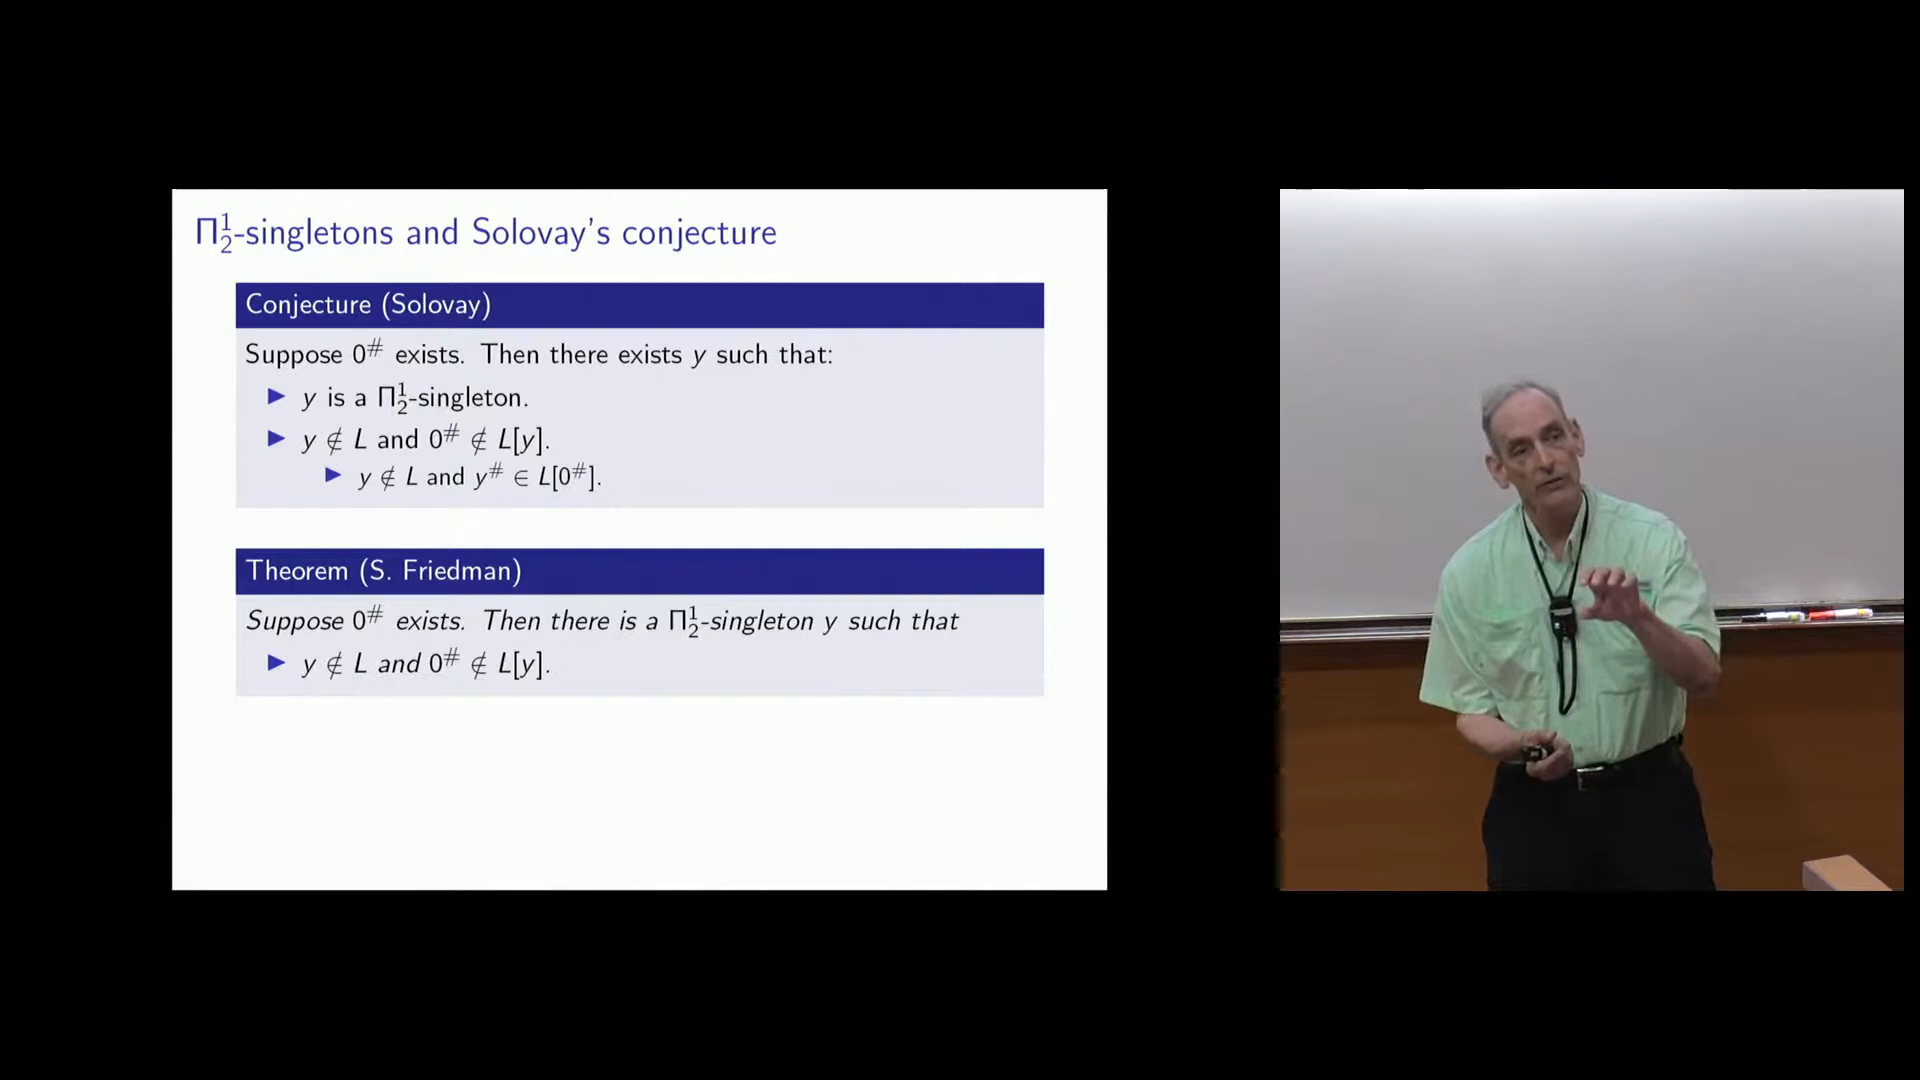 Π¹₂-singletons and Solovay's conjecture
Conjecture (Solovay)
Suppose 0^# exists. Then there exists y such that:
▶ y is a Π¹₂-singleton.
▶ y ∉ L and 0^# ∉ L[y].
▶ y ∉ L and y^# ∈ L[0^#].
Theorem (S. Friedman)
Suppose 0^# exists. Then there is a Π¹₂-singleton y such that
▶ y ∉ L and 0^# ∉ L[y].